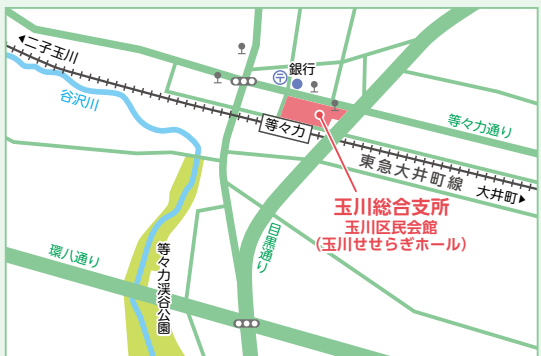 ◀二子玉川
谷沢川
〒
銀行
等々力
等々力通り
東急大井町線
大井町▶
玉川総合支所
玉川区民会館
(玉川せせらぎホール)
目黒通り
環八通り
等々力渓谷公園